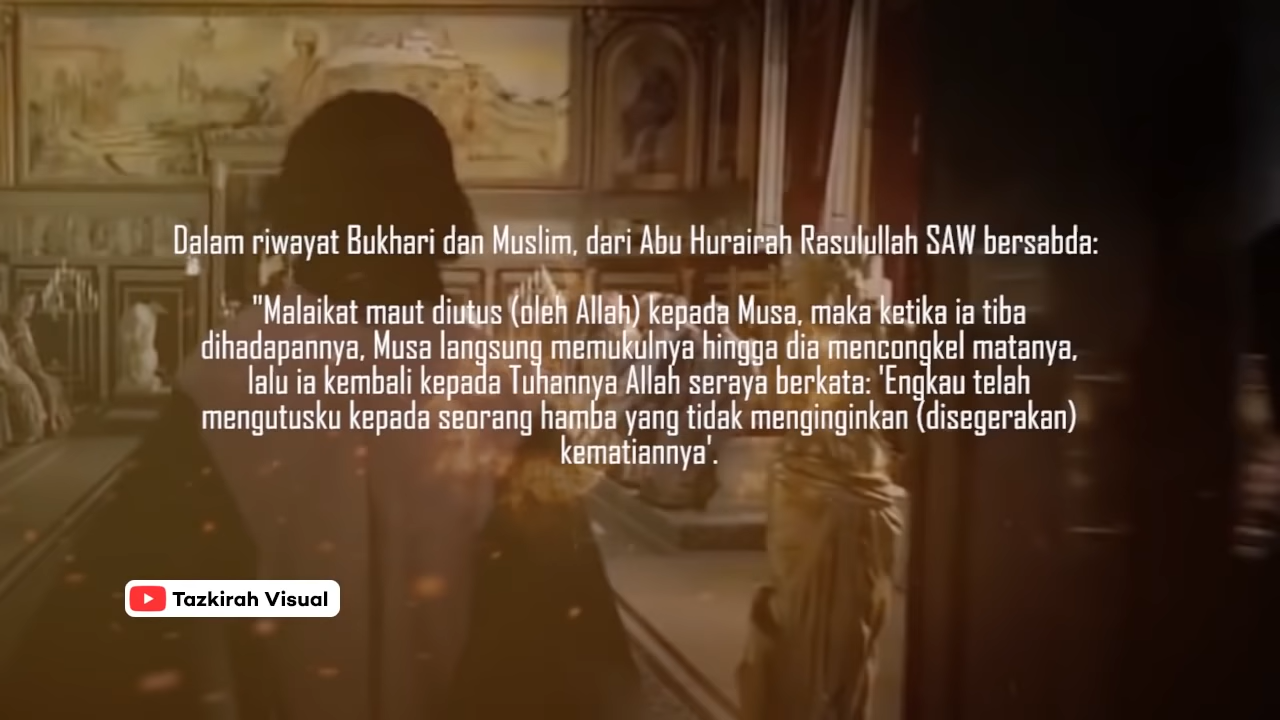 Dalam riwayat Bukhari dan Muslim, dari Abu Hurairah Rasulullah SAW bersabda:
"Malaikat maut diutus (oleh Allah) kepada Musa, maka ketika ia tiba
dihadapannya, Musa langsung memukulnya hingga dia mencongkel matanya,
lalu ia kembali kepada Tuhannya Allah seraya berkata: 'Engkau telah
mengutusku kepada seorang hamba yang tidak menginginkan (disegerakan)
kematiannya'.
Tazkirah Visual